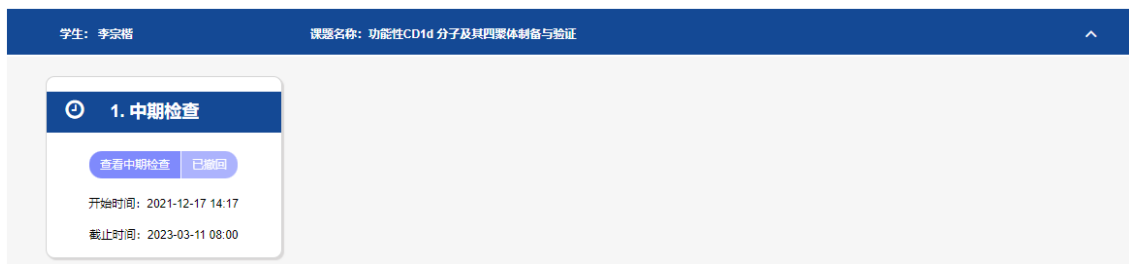 学生：李宗楷 课题名称：功能性CD1d 分子及其四聚体制备与验证
1. 中期检查
查看中期检查 已撤回
开始时间：2021-12-17 14:17
截止时间：2023-03-11 08:00